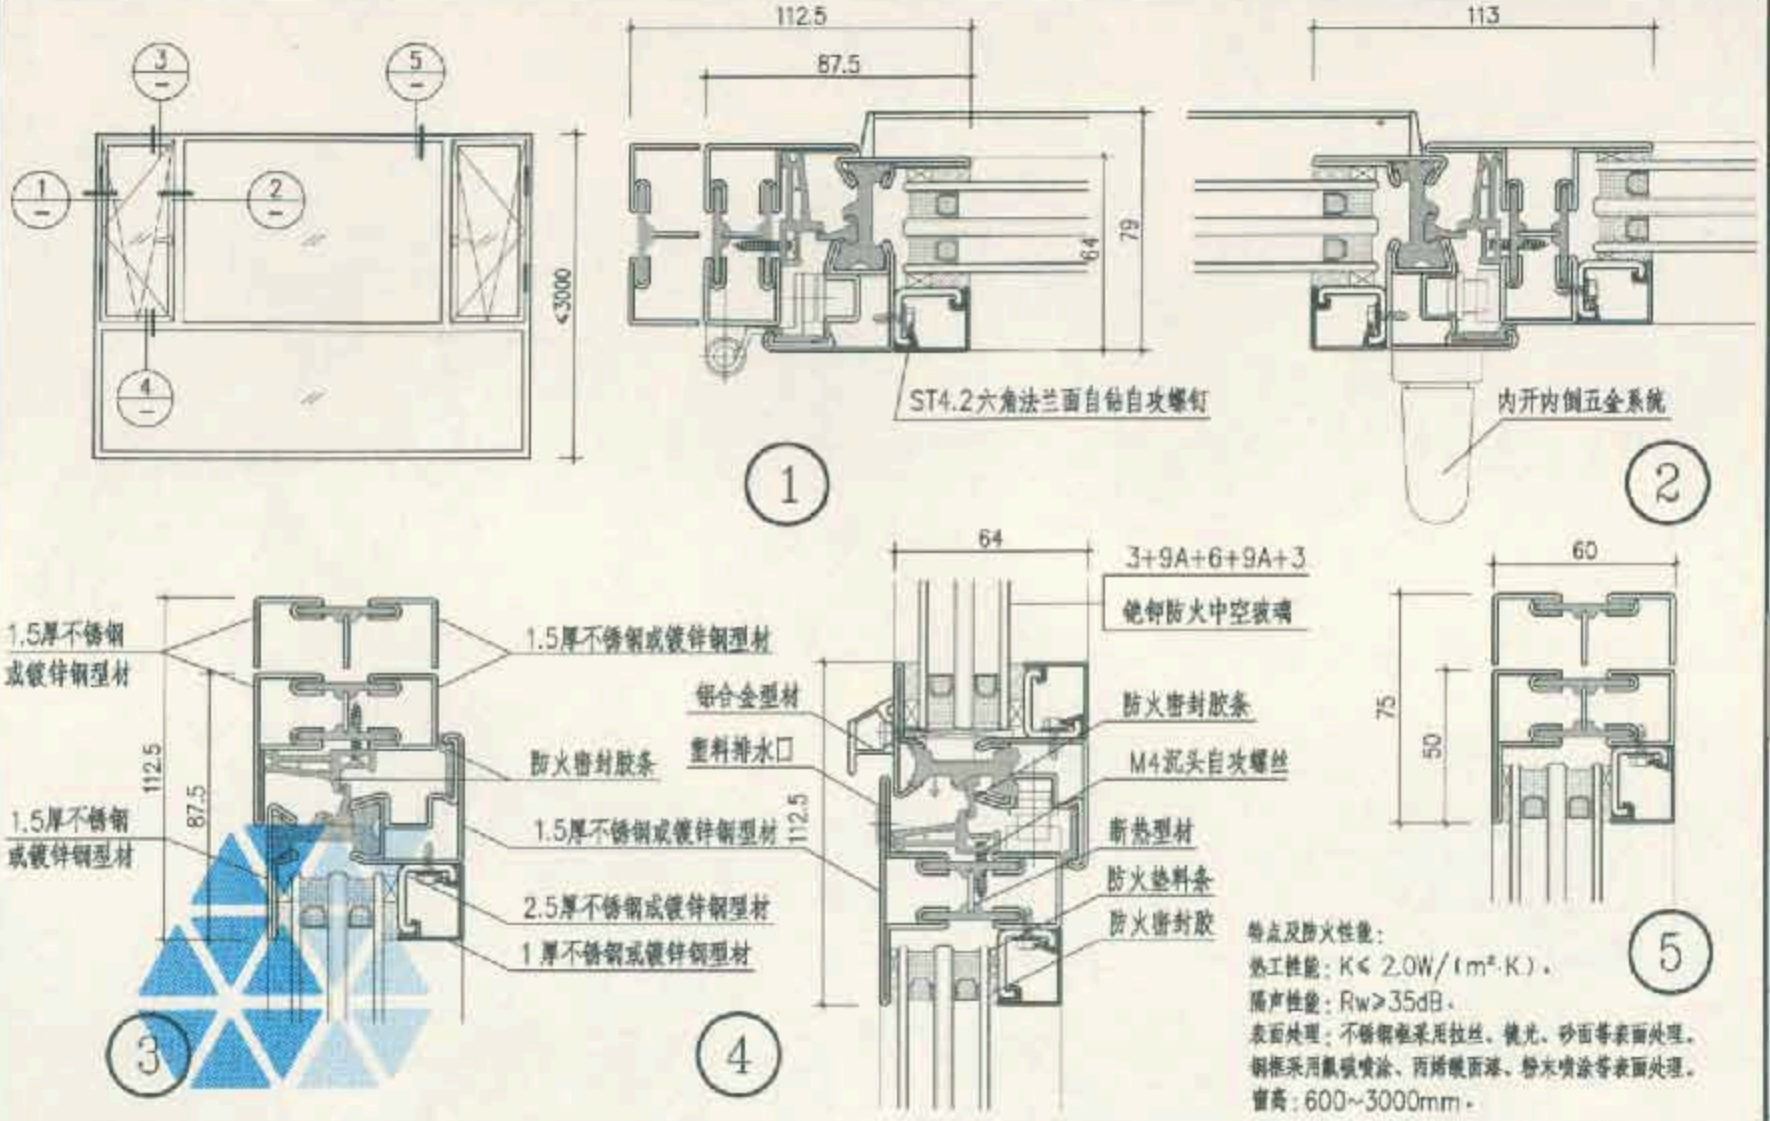 3
–
5
–
1
–
2
–
4
–
≤3000
112.5
87.5
64
79
ST4.2六角法兰面自钻自攻螺钉
1
113
内开内倒五金系统
2
112.5
87.5
1.5厚不锈钢
或镀锌钢型材
1.5厚不锈钢或镀锌钢型材
防火密封胶条
1.5厚不锈钢
或镀锌钢型材
1.5厚不锈钢或镀锌钢型材
2.5厚不锈钢或镀锌钢型材
1厚不锈钢或镀锌钢型材
3
64
3+9A+6+9A+3
铯钾防火中空玻璃
铝合金型材
塑料排水口
112.5
防火密封胶条
M4沉头自攻螺丝
断热型材
防火垫料条
防火密封胶
4
60
75
50
5
特点及防火性能：
热工性能：K≤2.0W/(m²·K)。
隔声性能：Rw≥35dB。
表面处理：不锈钢框采用拉丝、镜光、砂面等表面处理。
钢框采用氟碳喷涂、丙烯酸面漆、粉末喷涂等表面处理。
窗高：600~3000mm。